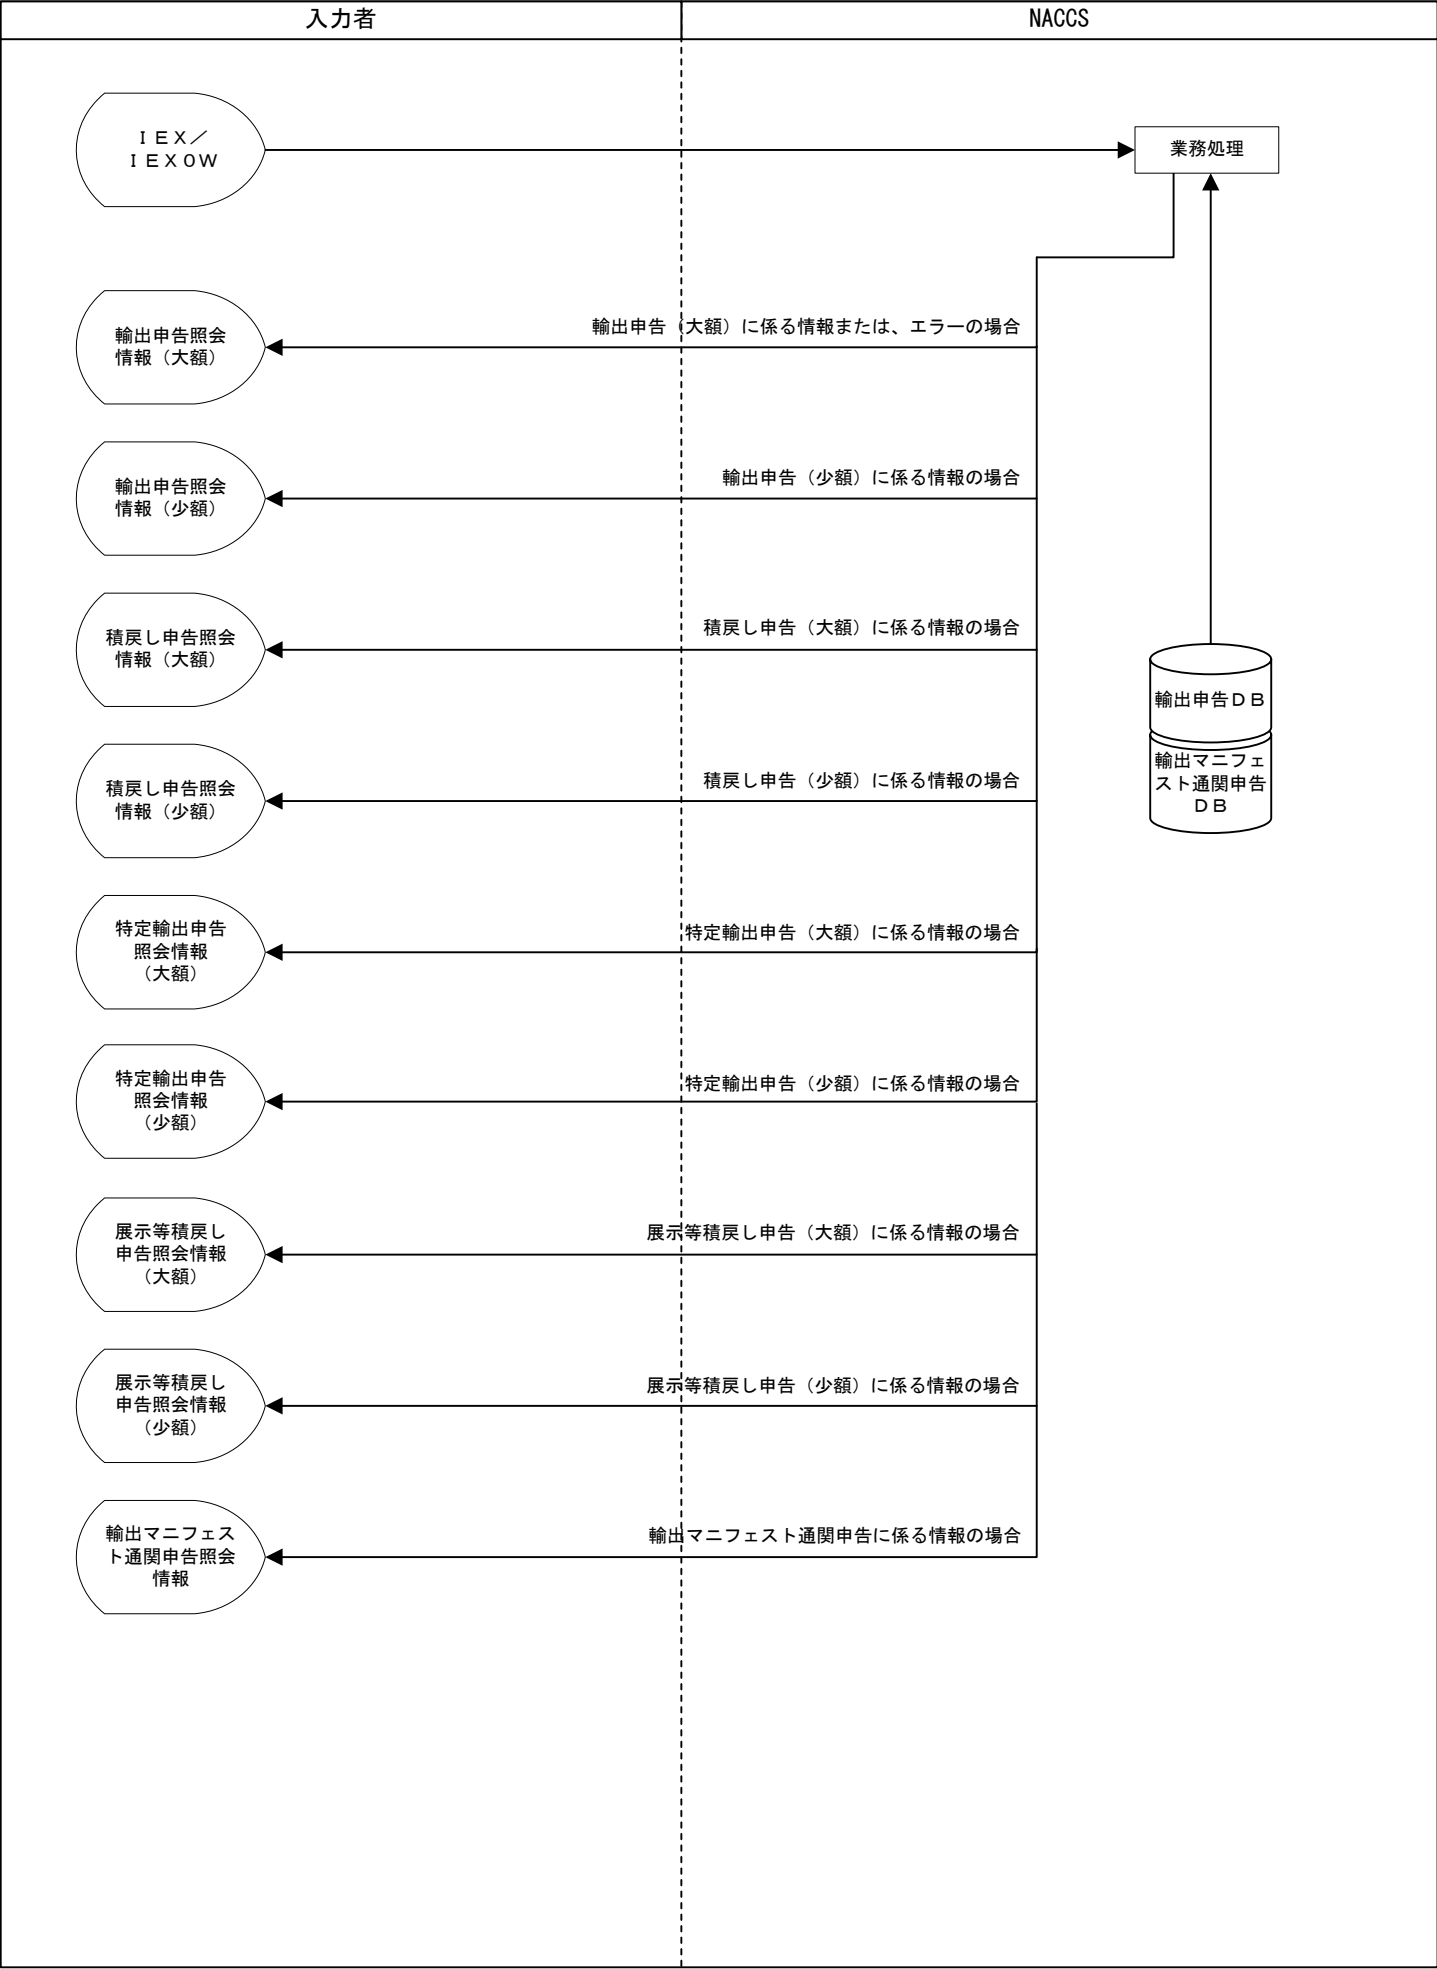 入力者
NACCS
ＩＥＸ／
ＩＥＸ０Ｗ
業務処理
輸出申告照会
情報（大額）
輸出申告（大額）に係る情報または、エラーの場合
輸出申告照会
情報（少額）
輸出申告（少額）に係る情報の場合
積戻し申告照会
情報（大額）
積戻し申告（大額）に係る情報の場合
輸出申告ＤＢ
輸出マニフェ
スト通関申告
ＤＢ
積戻し申告照会
情報（少額）
積戻し申告（少額）に係る情報の場合
特定輸出申告
照会情報
（大額）
特定輸出申告（大額）に係る情報の場合
特定輸出申告
照会情報
（少額）
特定輸出申告（少額）に係る情報の場合
展示等積戻し
申告照会情報
（大額）
展示等積戻し申告（大額）に係る情報の場合
展示等積戻し
申告照会情報
（少額）
展示等積戻し申告（少額）に係る情報の場合
輸出マニフェス
ト通関申告照会
情報
輸出マニフェスト通関申告に係る情報の場合